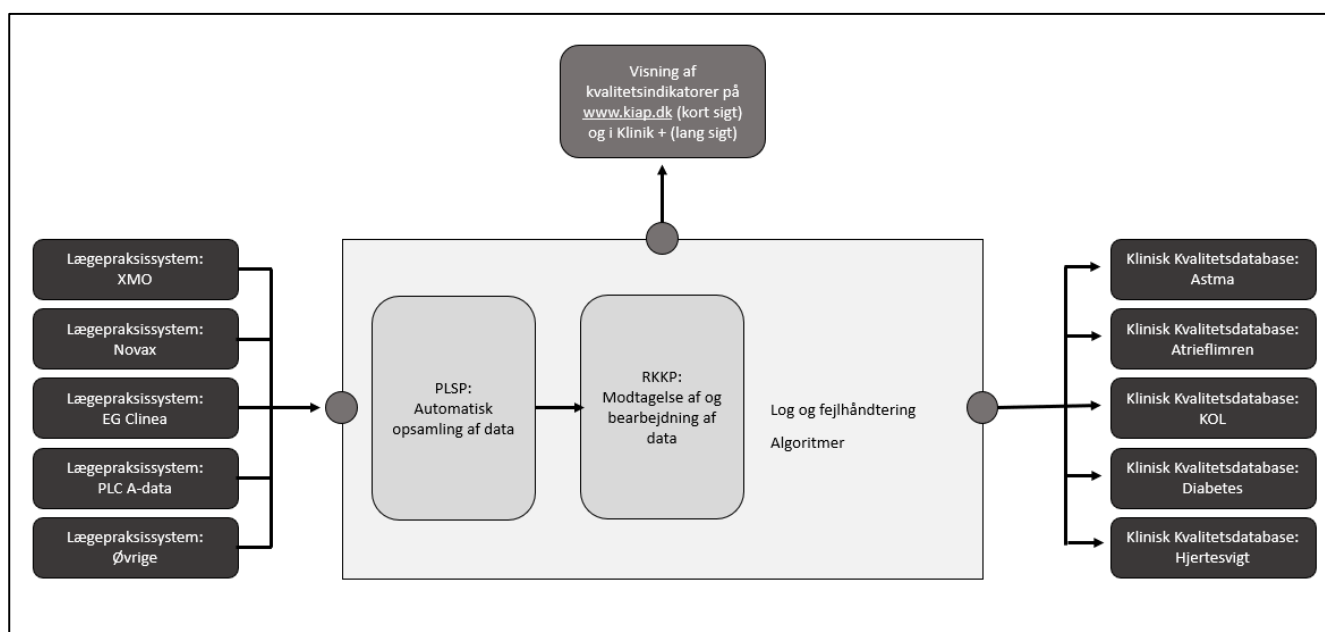 Visning af
kvalitetsindikatorer på
www.kiap.dk (kort sigt)
og i Klinik + (lang sigt)
Lægepraksissystem:
XMO
Lægepraksissystem:
Novax
Lægepraksissystem:
EG Clinea
Lægepraksissystem:
PLC A-data
Lægepraksissystem:
Øvrige
PLSP:
Automatisk
opsamling af data
RKKP:
Modtagelse af og
bearbejdning af
data
Log og fejlhåndtering
Algoritmer
Klinisk Kvalitetsdatabase:
Astma
Klinisk Kvalitetsdatabase:
Atrieflimren
Klinisk Kvalitetsdatabase:
KOL
Klinisk Kvalitetsdatabase:
Diabetes
Klinisk Kvalitetsdatabase:
Hjertesvigt